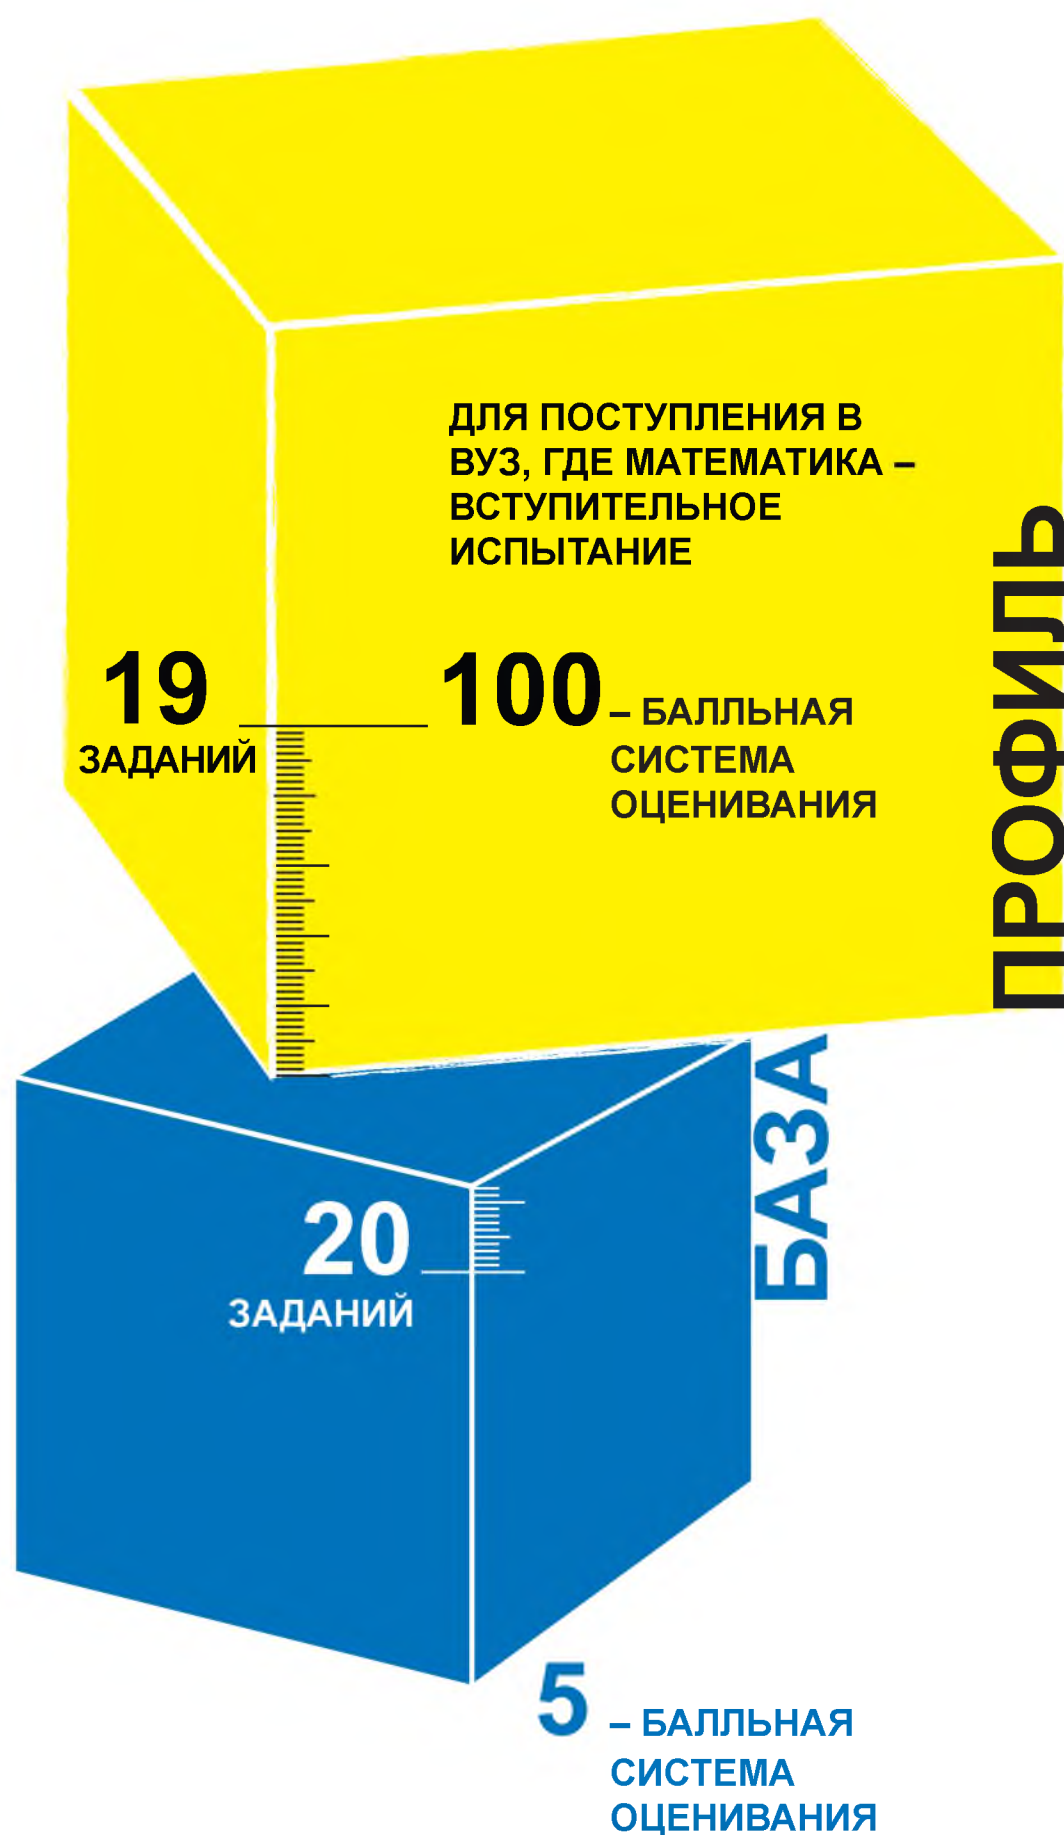 ДЛЯ ПОСТУПЛЕНИЯ В
ВУЗ, ГДЕ МАТЕМАТИКА –
ВСТУПИТЕЛЬНОЕ
ИСПЫТАНИЕ
19
ЗАДАНИЙ
100 – БАЛЛЬНАЯ
СИСТЕМА
ОЦЕНИВАНИЯ
ПРОФИЛЬ
БАЗА
20
ЗАДАНИЙ
5 – БАЛЛЬНАЯ
СИСТЕМА
ОЦЕНИВАНИЯ